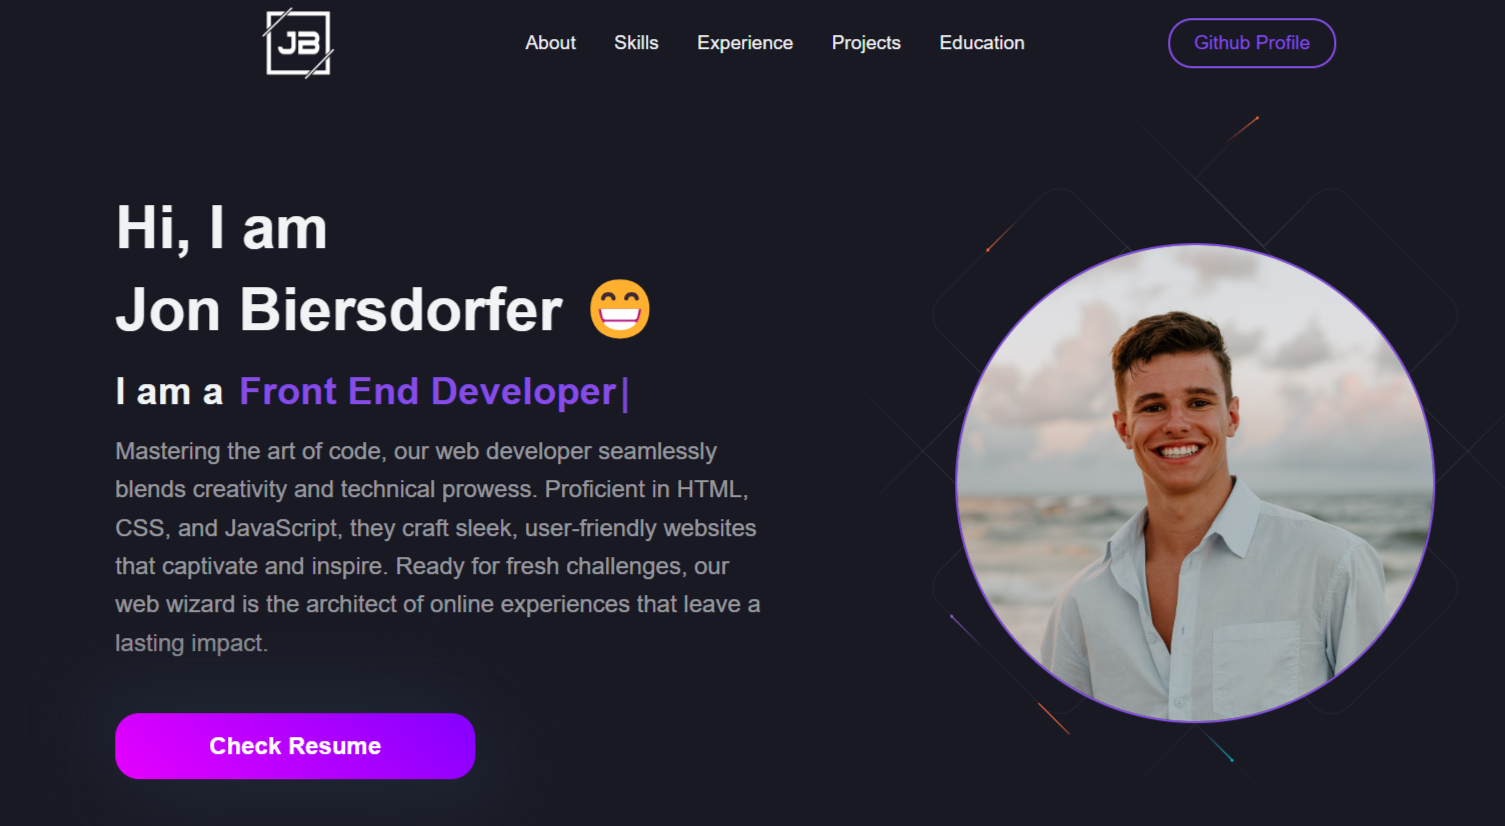 JB
About Skills Experience Projects Education Github Profile
Hi, I am
Jon Biersdorfer 😁
I am a Front End Developer|
Mastering the art of code, our web developer seamlessly
blends creativity and technical prowess. Proficient in HTML,
CSS, and JavaScript, they craft sleek, user-friendly websites
that captivate and inspire. Ready for fresh challenges, our
web wizard is the architect of online experiences that leave a
lasting impact.
Check Resume